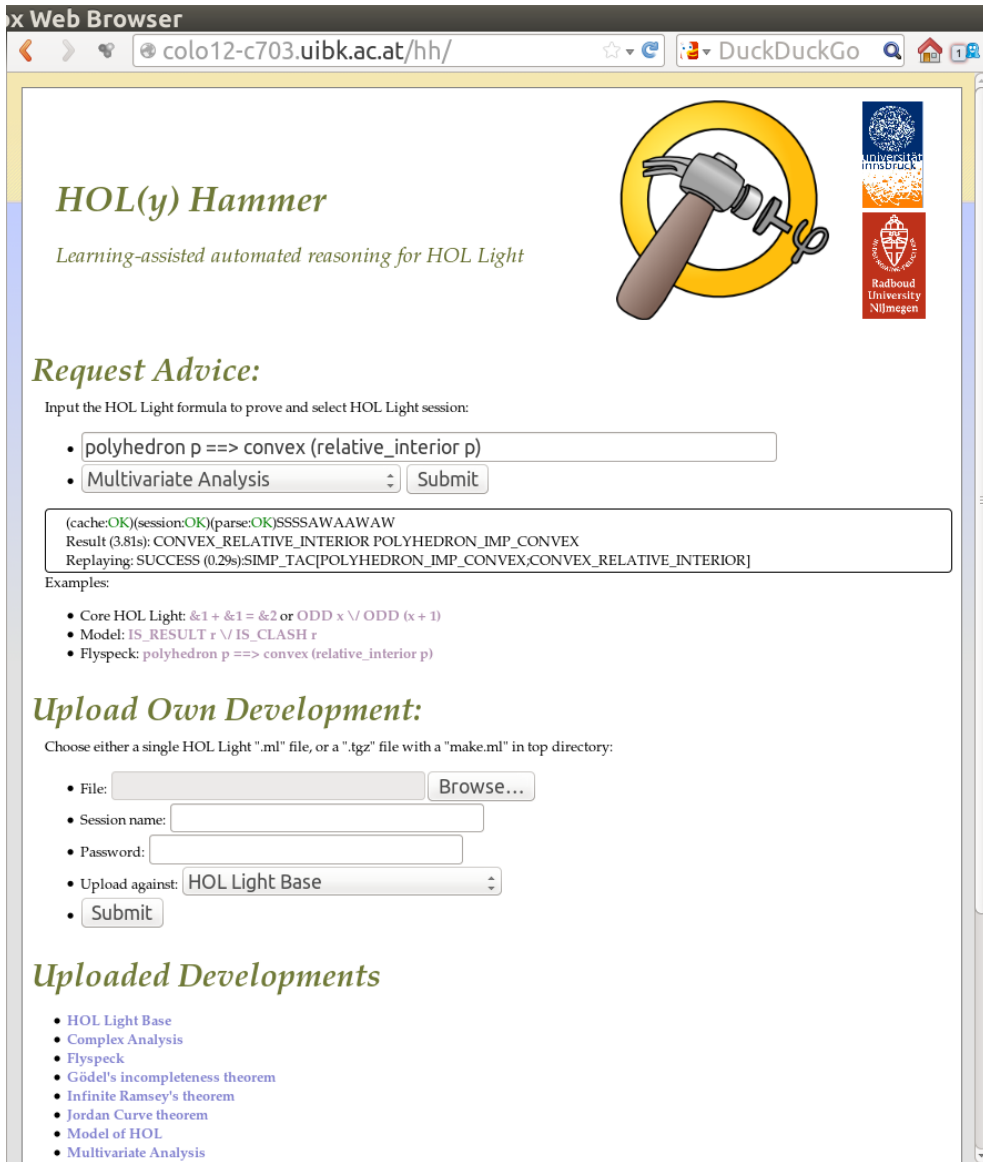 ox Web Browser
colo12-c703.uibk.ac.at/hh/
DuckDuckGo
1
universität
innsbruck
HOL(y) Hammer
Learning-assisted automated reasoning for HOL Light
Radboud
University
Nijmegen
Request Advice:
Input the HOL Light formula to prove and select HOL Light session:
• polyhedron p ==> convex (relative_interior p)
• Multivariate Analysis Submit
(cache:OK)(session:OK)(parse:OK)SSSSAWAAWAW
Result (3.81s): CONVEX_RELATIVE_INTERIOR POLYHEDRON_IMP_CONVEX
Replaying: SUCCESS (0.29s):SIMP_TAC[POLYHEDRON_IMP_CONVEX;CONVEX_RELATIVE_INTERIOR]
Examples:
• Core HOL Light: &1 + &1 = &2 or ODD x \/ ODD (x + 1)
• Model: IS_RESULT r \/ IS_CLASH r
• Flyspeck: polyhedron p ==> convex (relative_interior p)
Upload Own Development:
Choose either a single HOL Light ".ml" file, or a ".tgz" file with a "make.ml" in top directory:
• File: Browse...
• Session name:
• Password:
• Upload against: HOL Light Base
• Submit
Uploaded Developments
• HOL Light Base
• Complex Analysis
• Flyspeck
• Gödel's incompleteness theorem
• Infinite Ramsey's theorem
• Jordan Curve theorem
• Model of HOL
• Multivariate Analysis